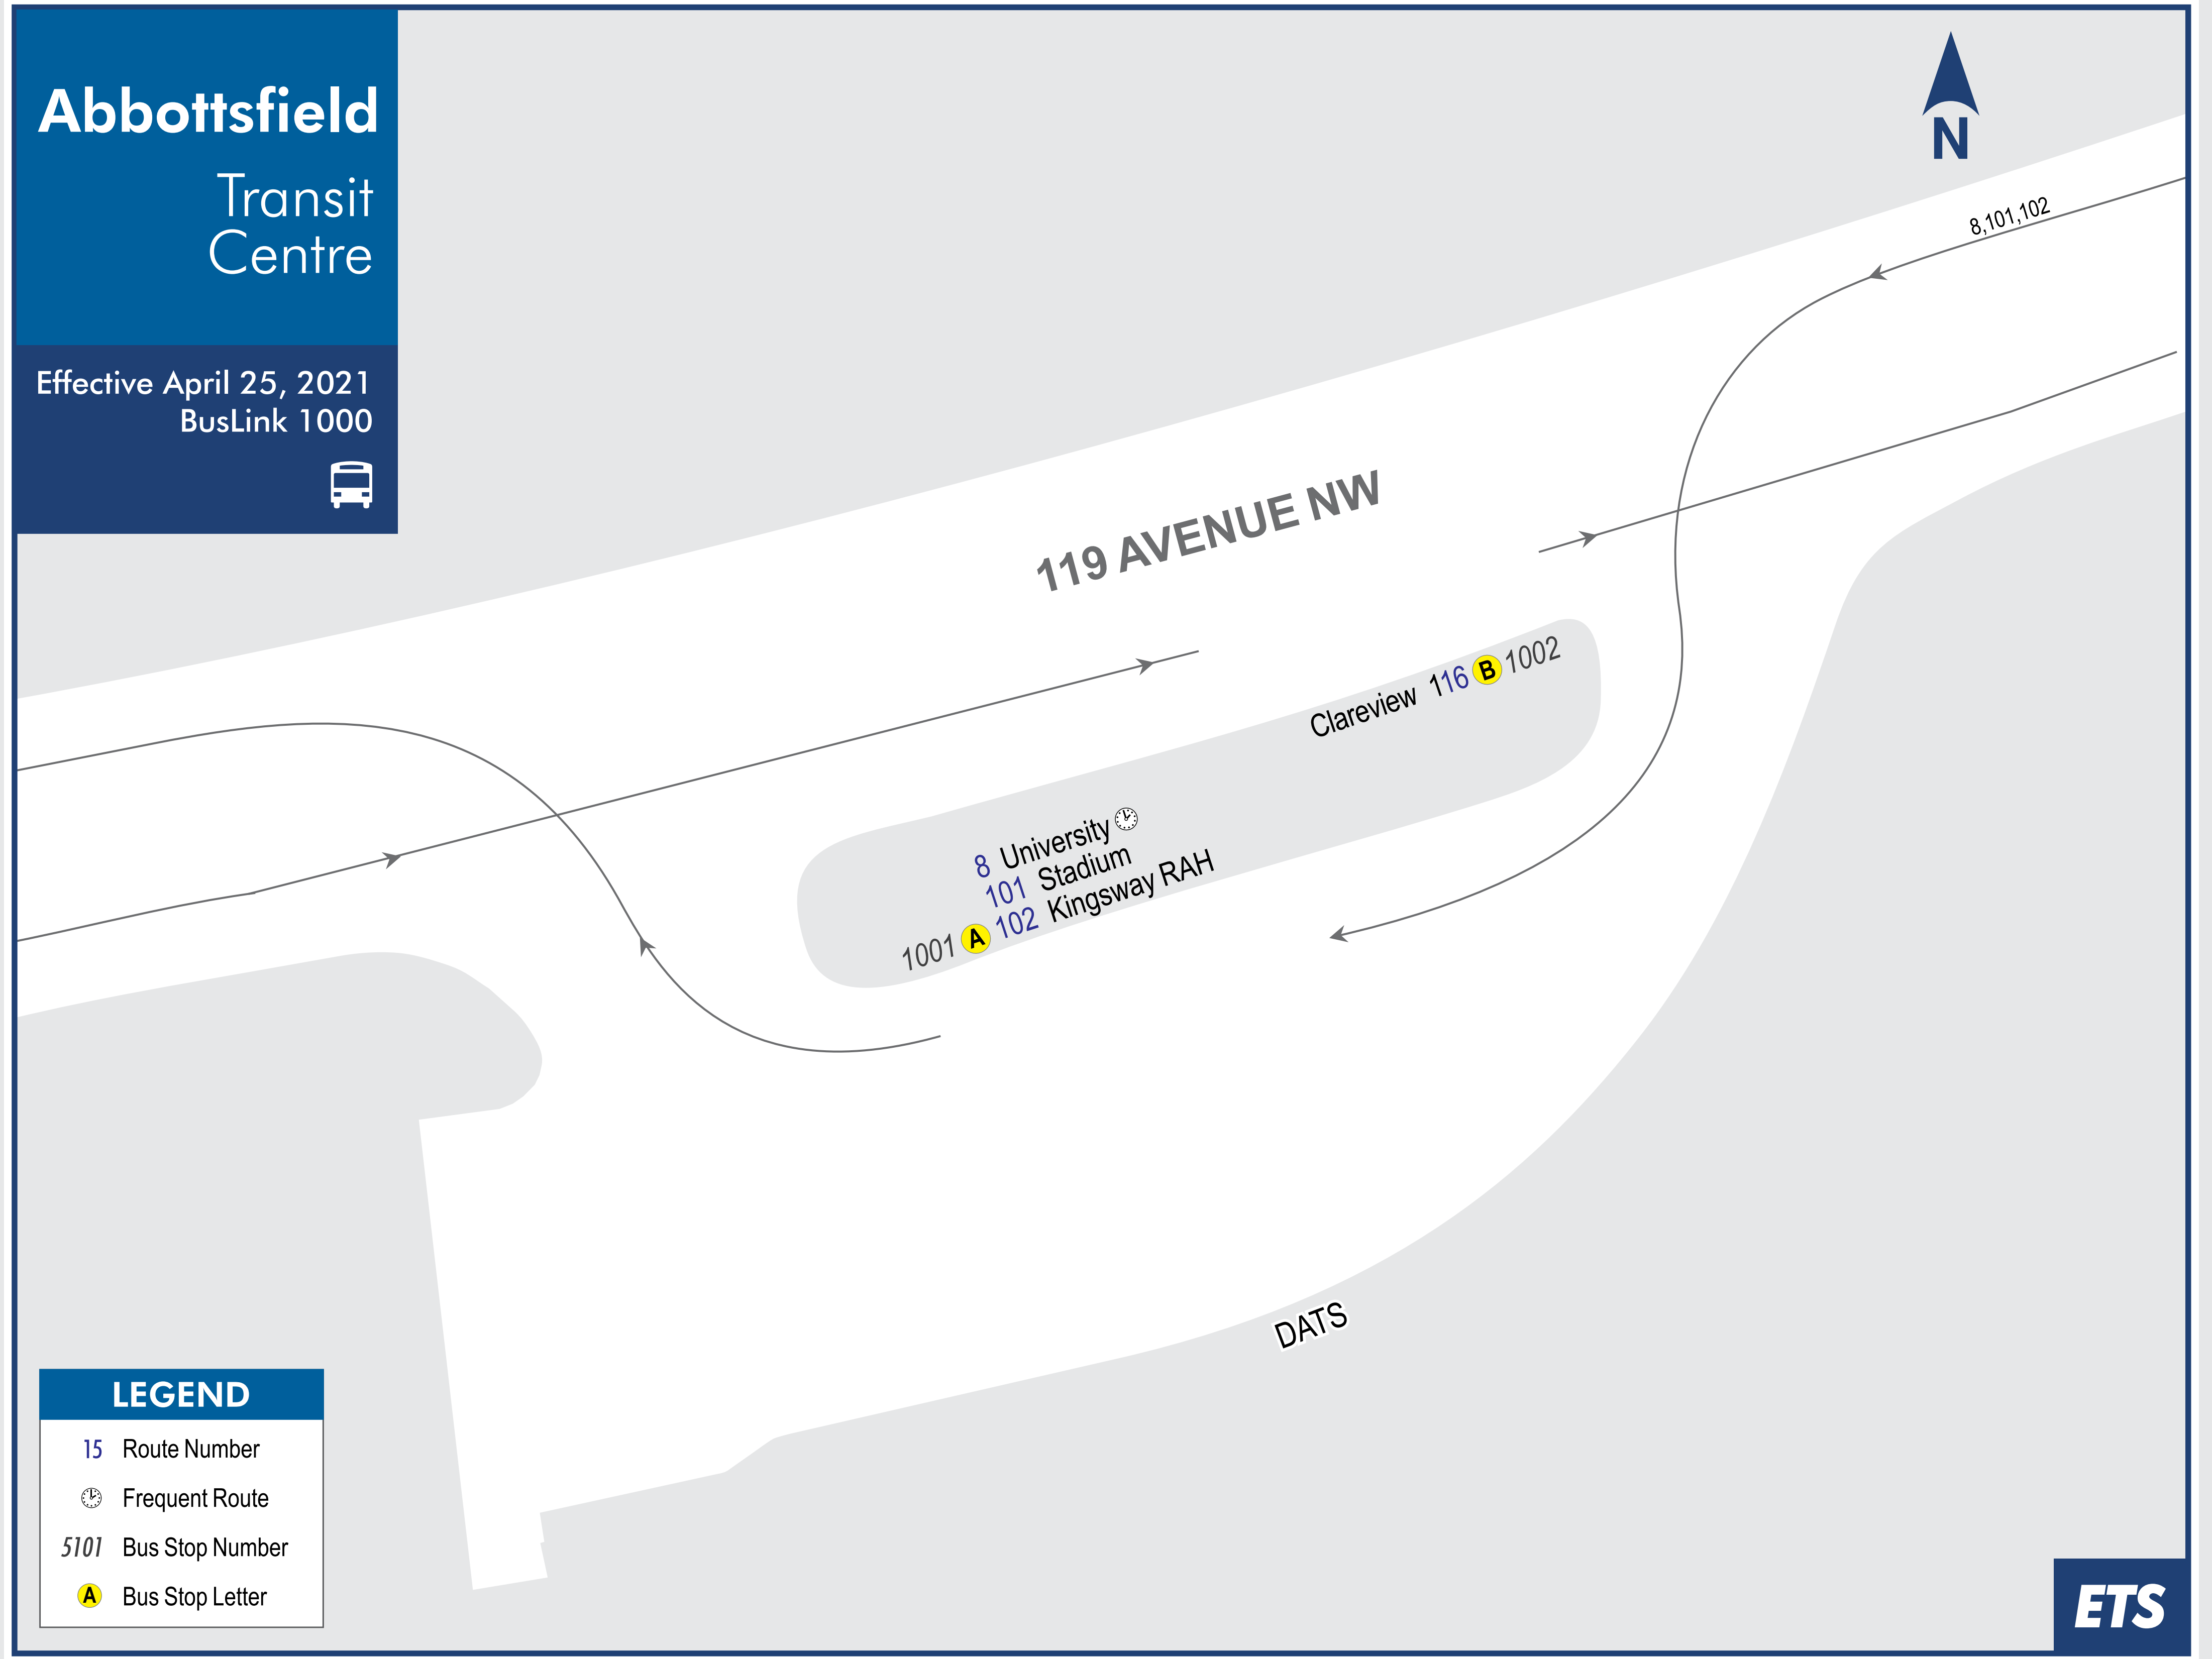 Abbottsfield
Transit
Centre
Effective April 25, 2021
BusLink 1000
N
8,101,102
119 AVENUE NW
Clareview 116 B 1002
8 University
101 Stadium
1001 A 102 Kingsway RAH
DATS
LEGEND
15 Route Number
Frequent Route
5101 Bus Stop Number
A Bus Stop Letter
ETS